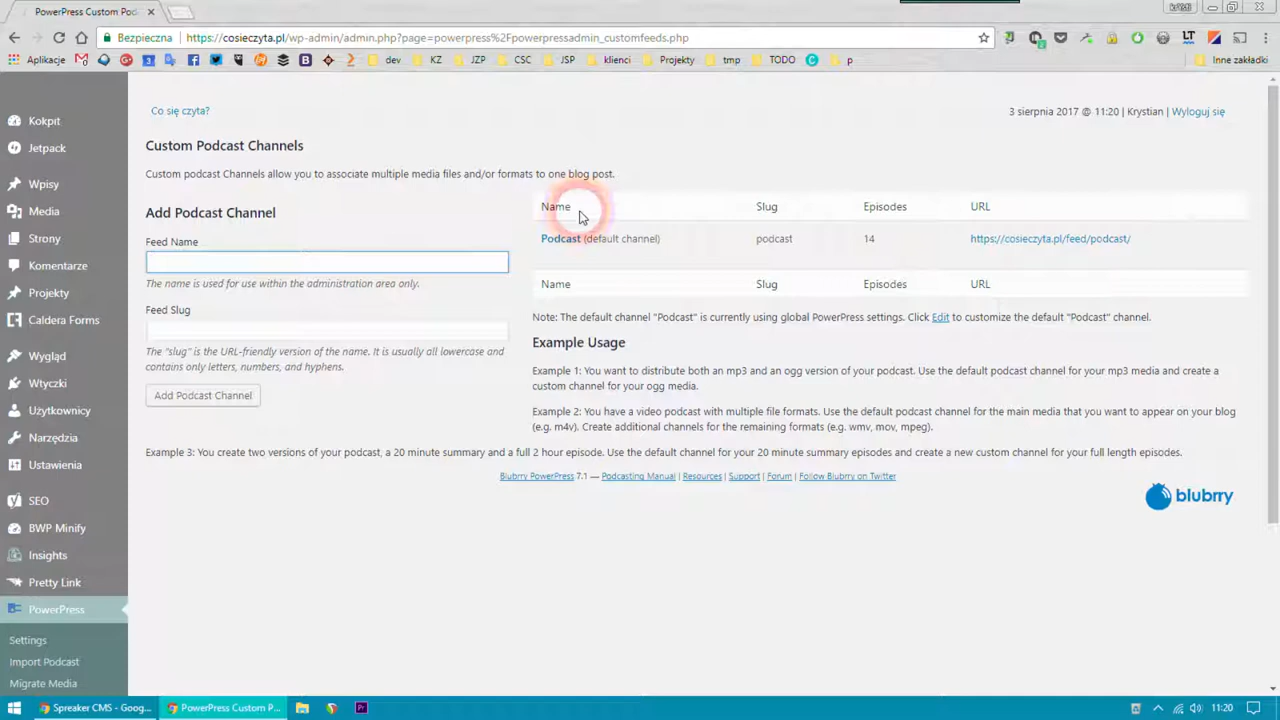 PowerPress Custom Pod
Bezpieczna
https://cosieczyta.pl/wp-admin/admin.php?page=powerpress%2Fpowerpressadmin_customfeeds.php
Aplikacje
dev
KZ
JZP
CSC
JSP
klienci
Projekty
tmp
TODO
p
Inne zakładki
Kokpit
Jetpack
Wpisy
Media
Strony
Komentarze
Projekty
Caldera Forms
Wygląd
Wtyczki
Użytkownicy
Narzędzia
Ustawienia
SEO
BWP Minify
Insights
Pretty Link
PowerPress
Settings
Import Podcast
Migrate Media
Co się czyta?
3 sierpnia 2017 @ 11:20 | Krystian | Wyloguj się
Custom Podcast Channels
Custom podcast Channels allow you to associate multiple media files and/or formats to one blog post.
Add Podcast Channel
Feed Name
The name is used for use within the administration area only.
Feed Slug
The "slug" is the URL-friendly version of the name. It is usually all lowercase and
contains only letters, numbers, and hyphens.
Add Podcast Channel
Name Slug Episodes URL
Podcast (default channel) podcast 14 https://cosieczyta.pl/feed/podcast/
Name Slug Episodes URL
Note: The default channel "Podcast" is currently using global PowerPress settings. Click Edit to customize the default "Podcast" channel.
Example Usage
Example 1: You want to distribute both an mp3 and an ogg version of your podcast. Use the default podcast channel for your mp3 media and create a
custom channel for your ogg media.
Example 2: You have a video podcast with multiple file formats. Use the default podcast channel for the main media that you want to appear on your blog
(e.g. m4v). Create additional channels for the remaining formats (e.g. wmv, mov, mpeg).
Example 3: You create two versions of your podcast, a 20 minute summary and a full 2 hour episode. Use the default channel for your 20 minute summary episodes and create a new custom channel for your full length episodes.
Blubrry PowerPress 7.1 — Podcasting Manual | Resources | Support | Forum | Follow Blubrry on Twitter
blubrry
Spreaker CMS - Goog...
PowerPress Custom P...
Pr
11:20